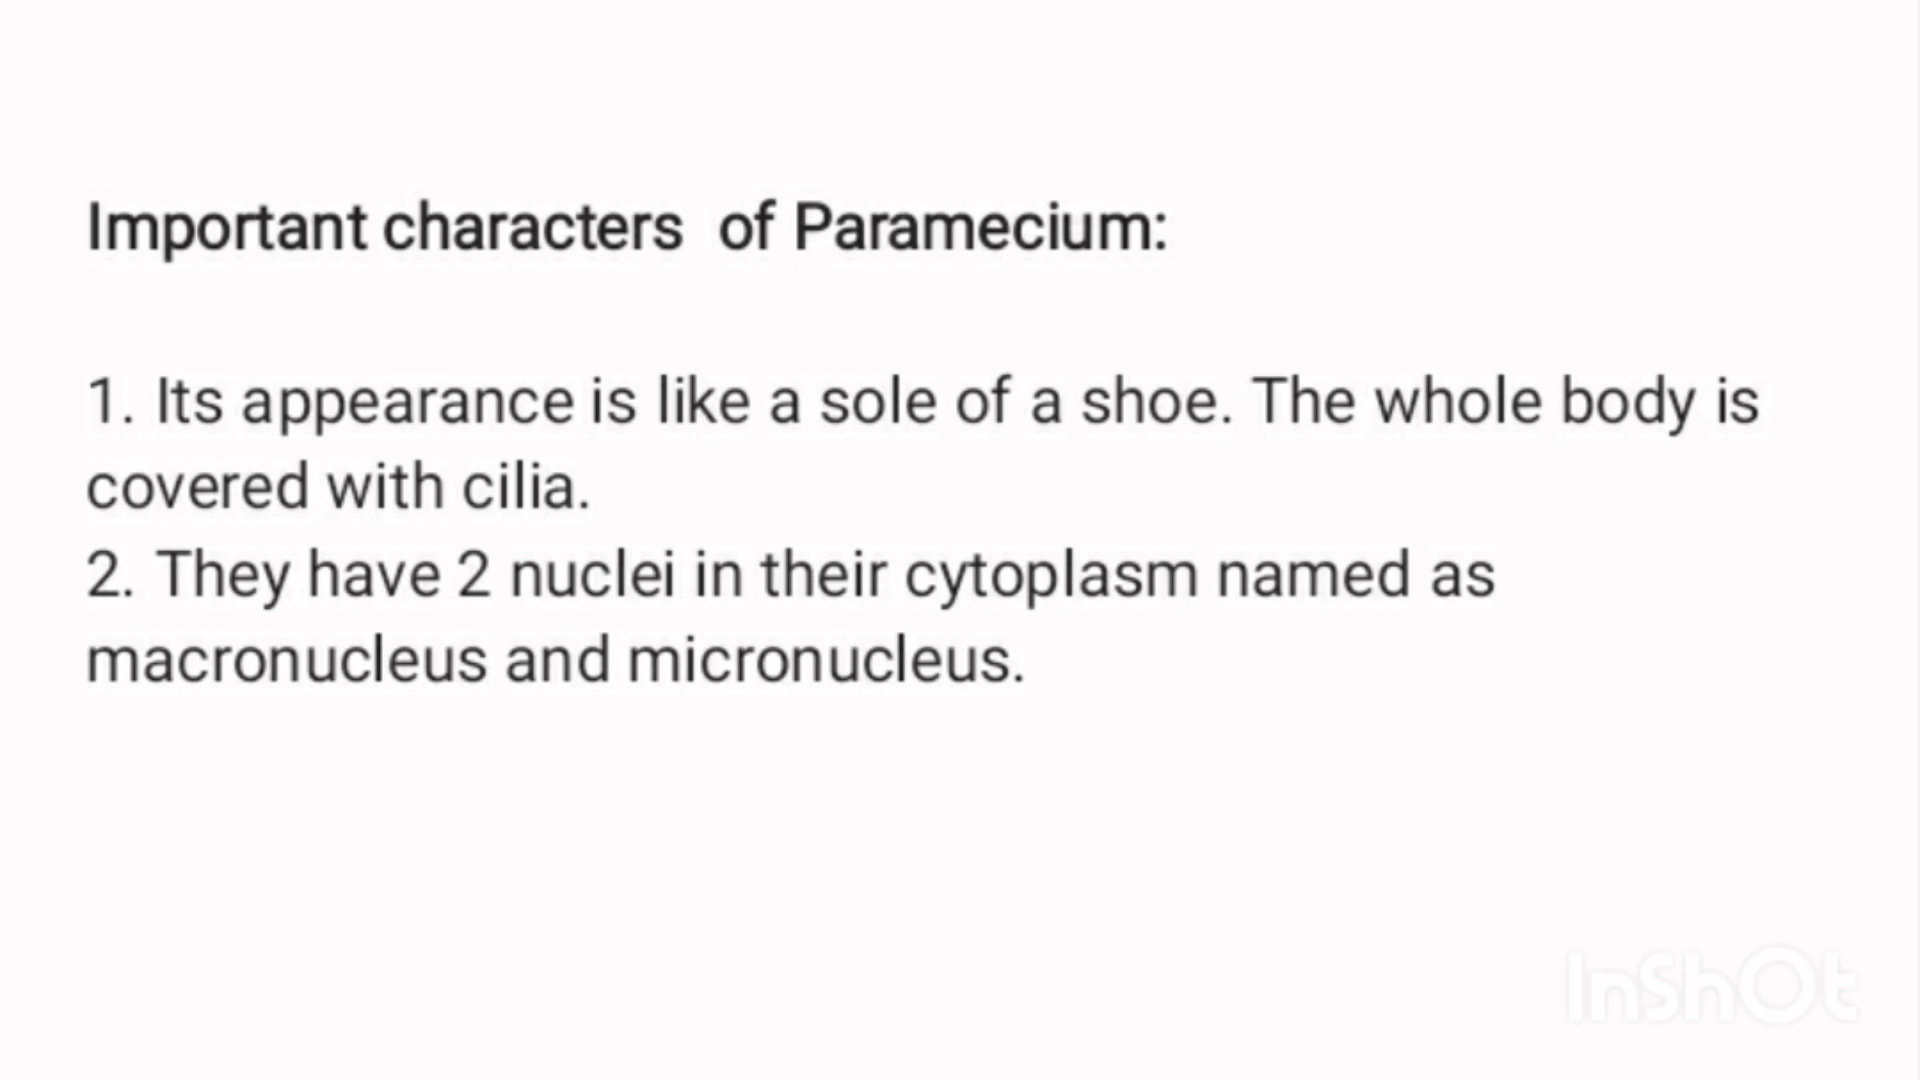 Important characters  of Paramecium:
1. Its appearance is like a sole of a shoe. The whole body is
covered with cilia.
2. They have 2 nuclei in their cytoplasm named as
macronucleus and micronucleus.
InShOt